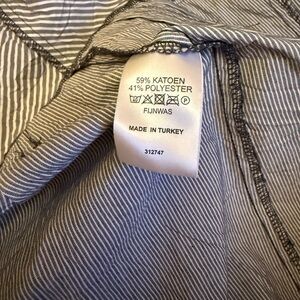 59% KATOEN
41% POLYESTER
FIJNWAS
MADE IN TURKEY
312747